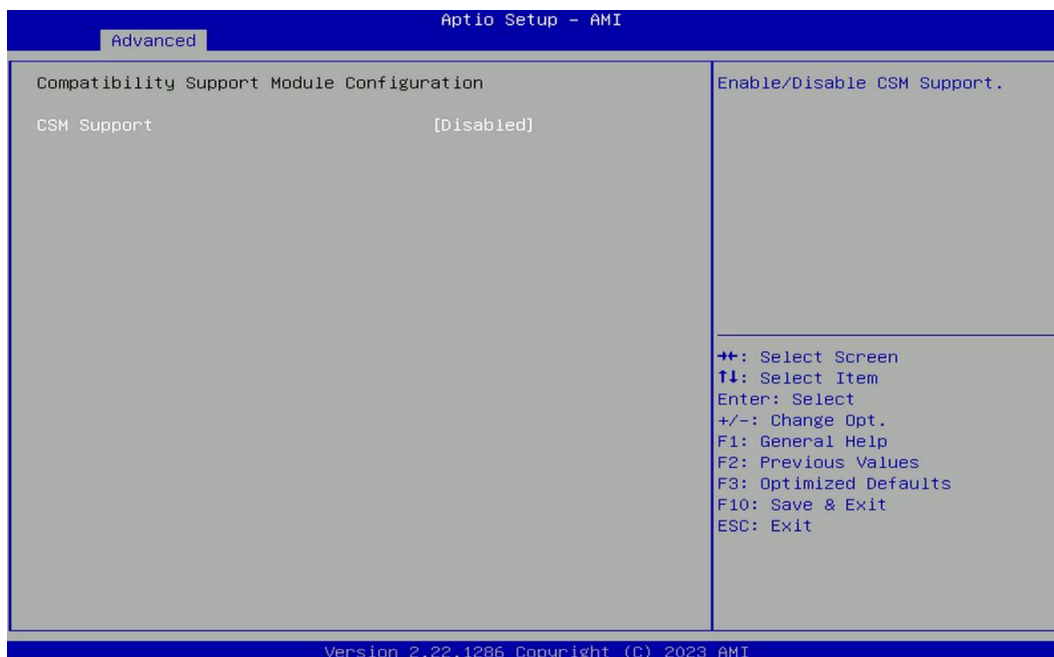 Aptio Setup – AMI
Advanced
Compatibility Support Module Configuration
CSM Support [Disabled]
Enable/Disable CSM Support.
→←: Select Screen
↑↓: Select Item
Enter: Select
+/-: Change Opt.
F1: General Help
F2: Previous Values
F3: Optimized Defaults
F10: Save & Exit
ESC: Exit
Version 2.22.1286 Copyright (C) 2023 AMI